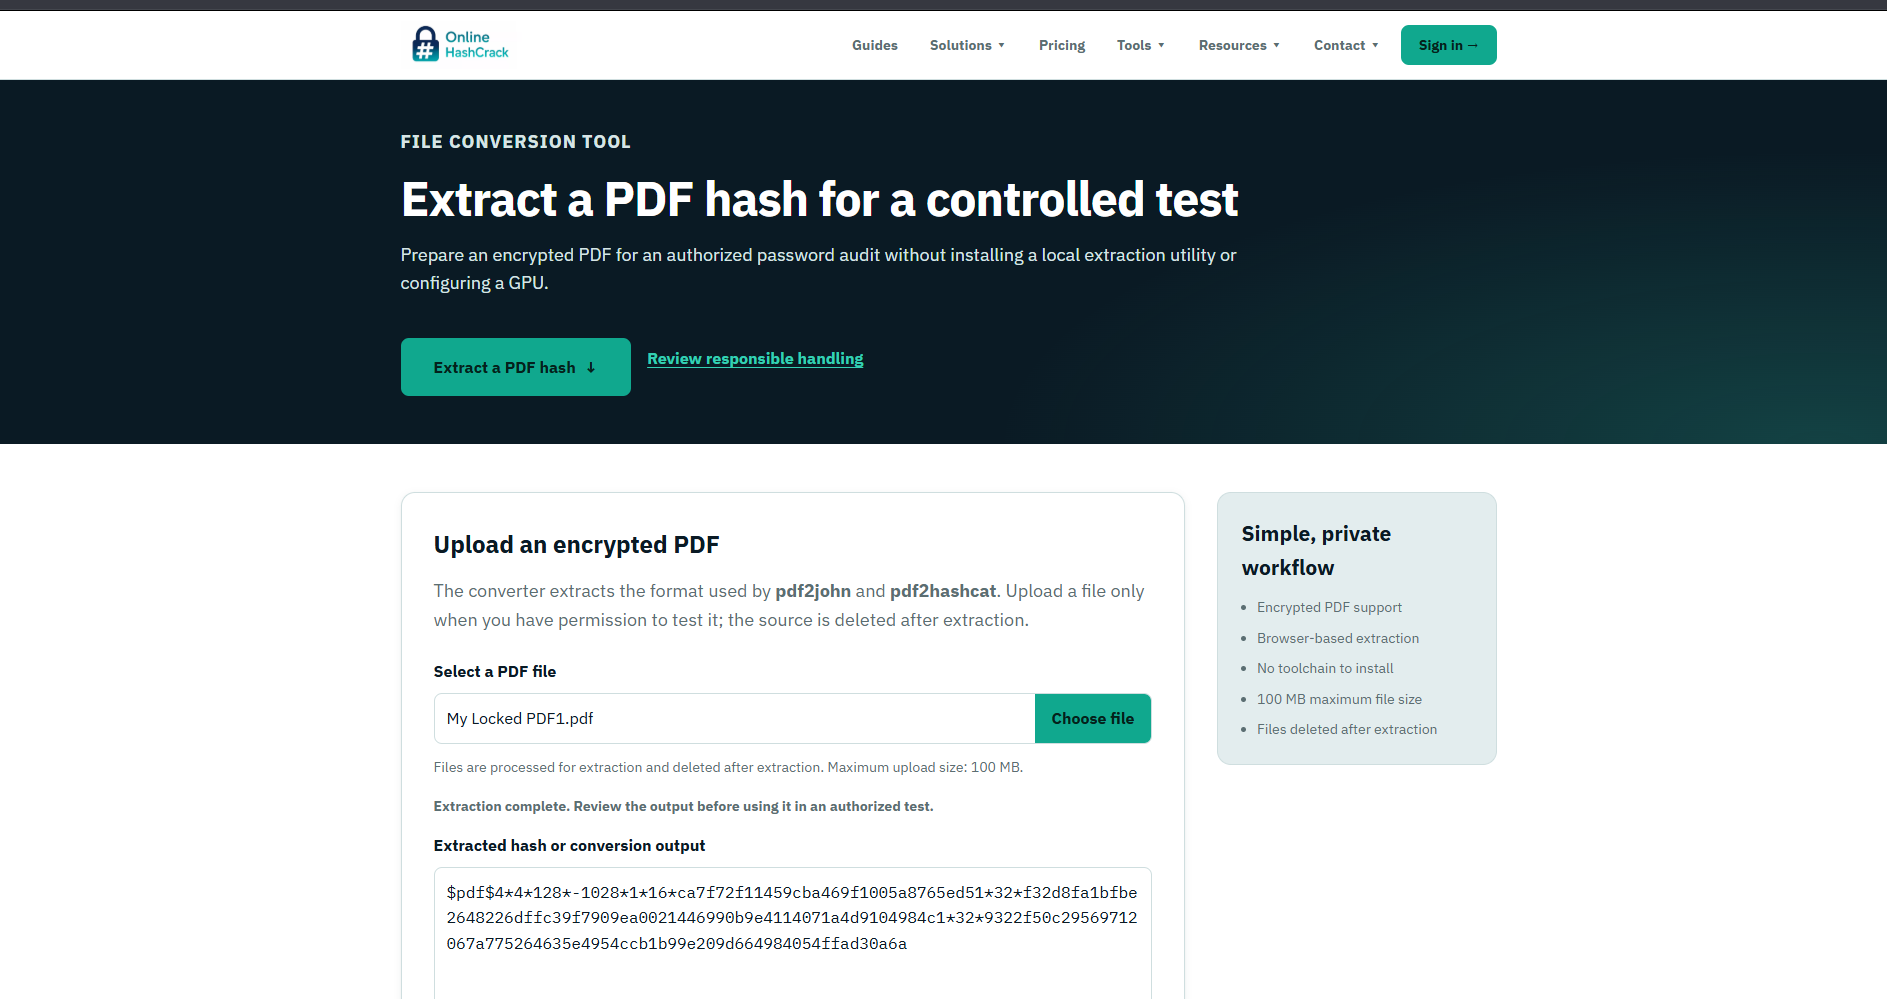 Online
HashCrack
Guides
Solutions ▼
Pricing
Tools ▼
Resources ▼
Contact ▼
Sign in →
FILE CONVERSION TOOL
Extract a PDF hash for a controlled test
Prepare an encrypted PDF for an authorized password audit without installing a local extraction utility or
configuring a GPU.
Extract a PDF hash ↓
Review responsible handling
Upload an encrypted PDF
The converter extracts the format used by pdf2john and pdf2hashcat. Upload a file only
when you have permission to test it; the source is deleted after extraction.
Select a PDF file
My Locked PDF1.pdf
Choose file
Files are processed for extraction and deleted after extraction. Maximum upload size: 100 MB.
Extraction complete. Review the output before using it in an authorized test.
Extracted hash or conversion output
$pdf$4*4*128*-1028*1*16*ca7f72f11459cba469f1005a8765ed51*32*f32d8fa1bfbe
2648226dffc39f7909ea0021446990b9e4114071a4d9104984c1*32*9322f50c29569712
067a775264635e4954ccb1b99e209d664984054ffad30a6a
Simple, private
workflow
• Encrypted PDF support
• Browser-based extraction
• No toolchain to install
• 100 MB maximum file size
• Files deleted after extraction